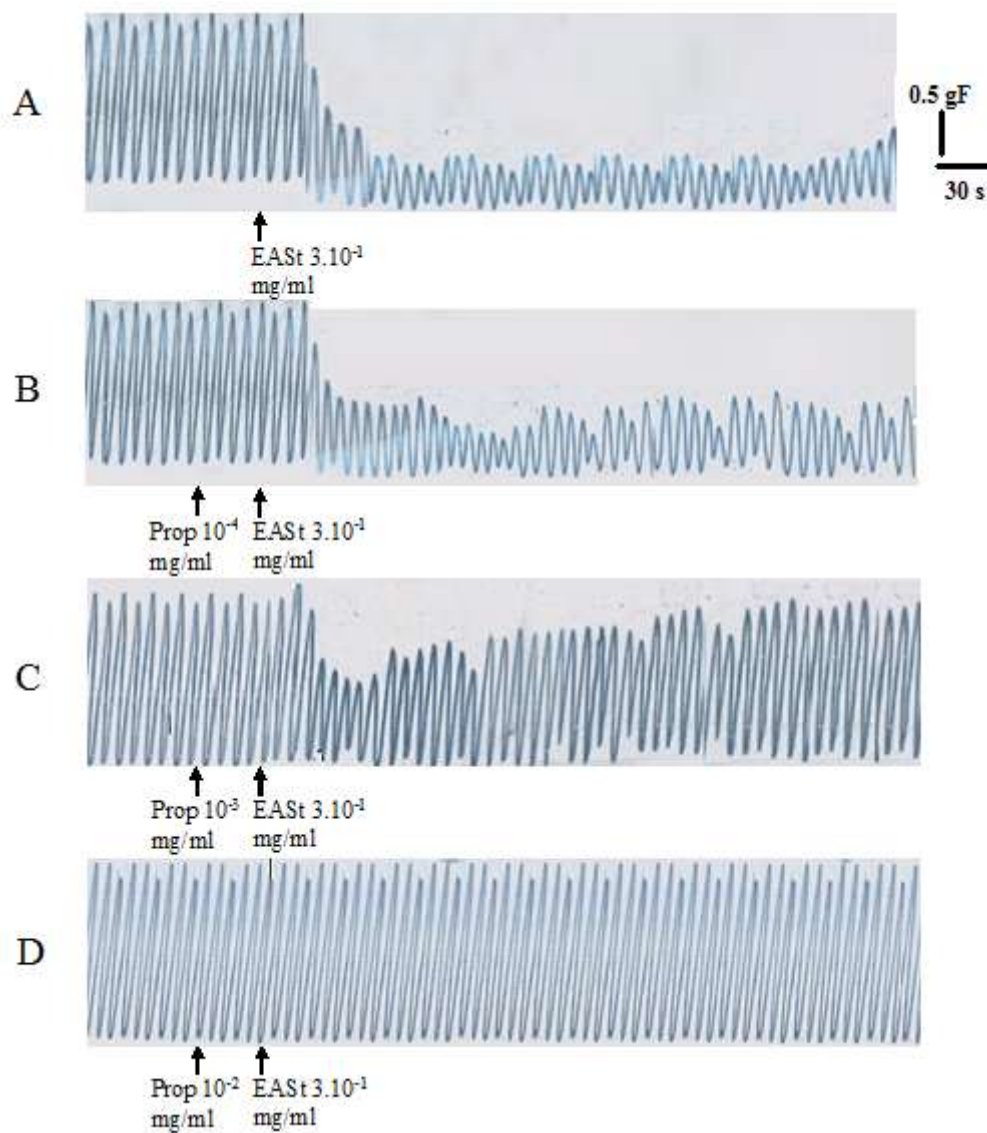 A
0.5 gF
30 s
EASt 3.10⁻¹
mg/ml
B
Prop 10⁻⁴
mg/ml
EASt 3.10⁻¹
mg/ml
C
Prop 10⁻³
mg/ml
EASt 3.10⁻¹
mg/ml
D
Prop 10⁻²
mg/ml
EASt 3.10⁻¹
mg/ml